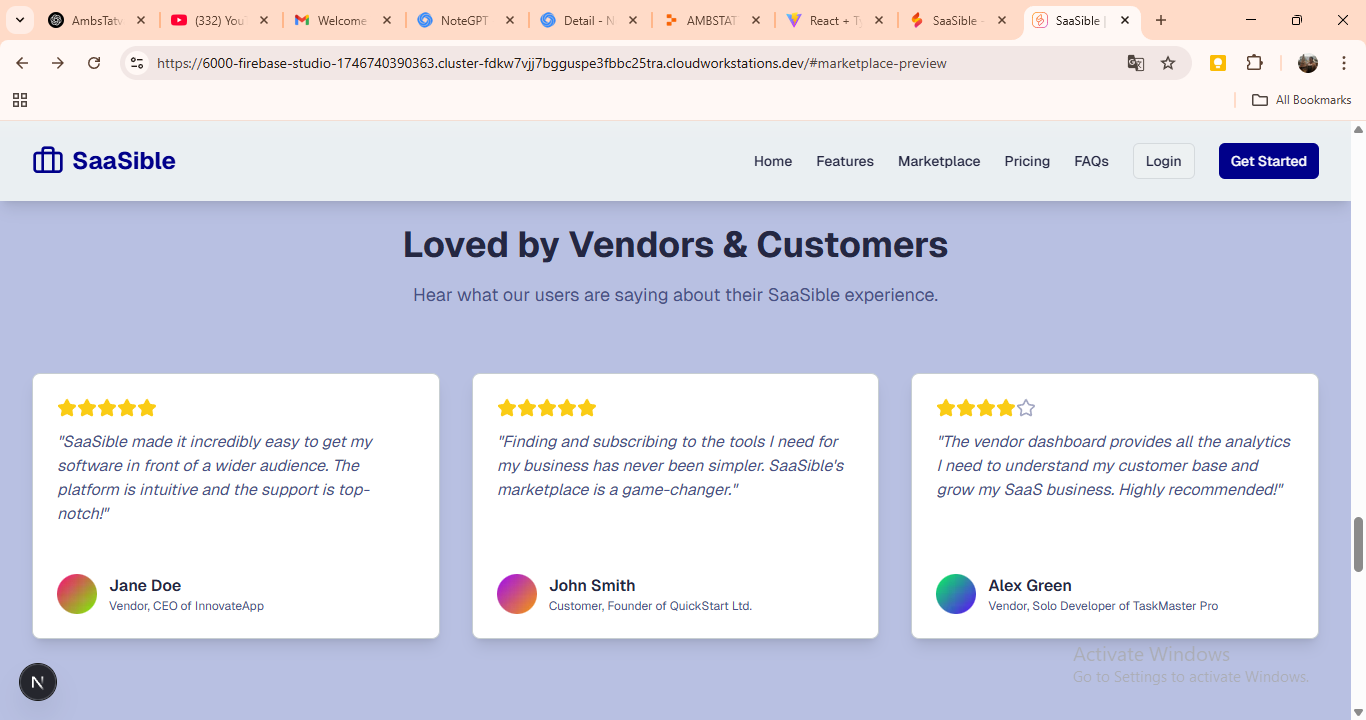 AmbsTatv
(332) You
Welcome
NoteGPT
Detail - N
AMBSTAT
React + Ty
SaaSible -
SaaSible |
https://6000-firebase-studio-1746740390363.cluster-fdkw7vjj7bgguspe3fbbc25tra.cloudworkstations.dev/#marketplace-preview
All Bookmarks
SaaSible
Home
Features
Marketplace
Pricing
FAQs
Login
Get Started
Loved by Vendors & Customers
Hear what our users are saying about their SaaSible experience.
"SaaSible made it incredibly easy to get my
software in front of a wider audience. The
platform is intuitive and the support is top-
notch!"
Jane Doe
Vendor, CEO of InnovateApp
"Finding and subscribing to the tools I need for
my business has never been simpler. SaaSible's
marketplace is a game-changer."
John Smith
Customer, Founder of QuickStart Ltd.
"The vendor dashboard provides all the analytics
I need to understand my customer base and
grow my SaaS business. Highly recommended!"
Alex Green
Vendor, Solo Developer of TaskMaster Pro
Activate Windows
Go to Settings to activate Windows.
N